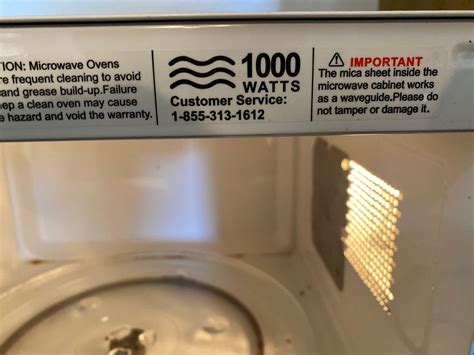 TION: Microwave Ovens
re frequent cleaning to avoid
and grease build-up.Failure
ep a clean oven may cause
e hazard and void the warranty.
1000
WATTS
Customer Service:
1-855-313-1612
IMPORTANT
The mica sheet inside the
microwave cabinet works
as a waveguide.Please do
not tamper or damage it.